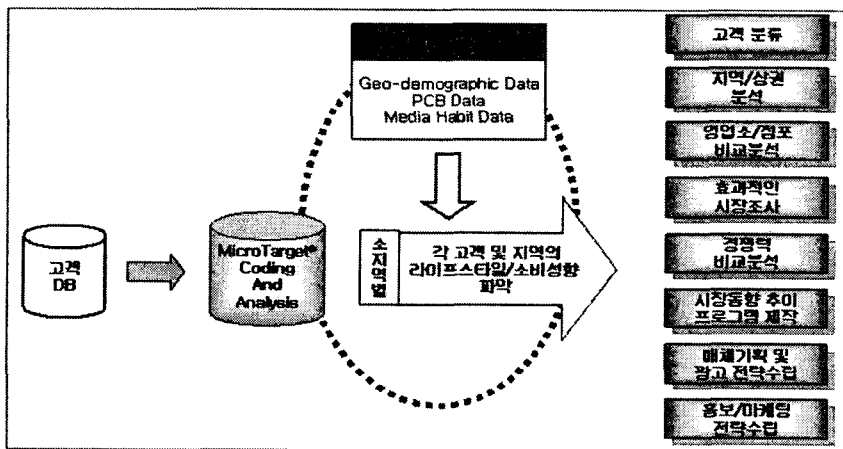 Geo-demographic Data
PCB Data
Media Habit Data
고객
DB
MicroTarget®
Coding
And
Analysis
소지역별
각 고객 및 지역의
라이프스타일/소비성향
파악
고객 분류
지역/상권
분석
영업소/점포
비교분석
효과적인
시장조사
경쟁력
비교분석
시장동향 추이
프로그램 제작
매체기획 및
광고 전략수립
홍보/마케팅
전략수립